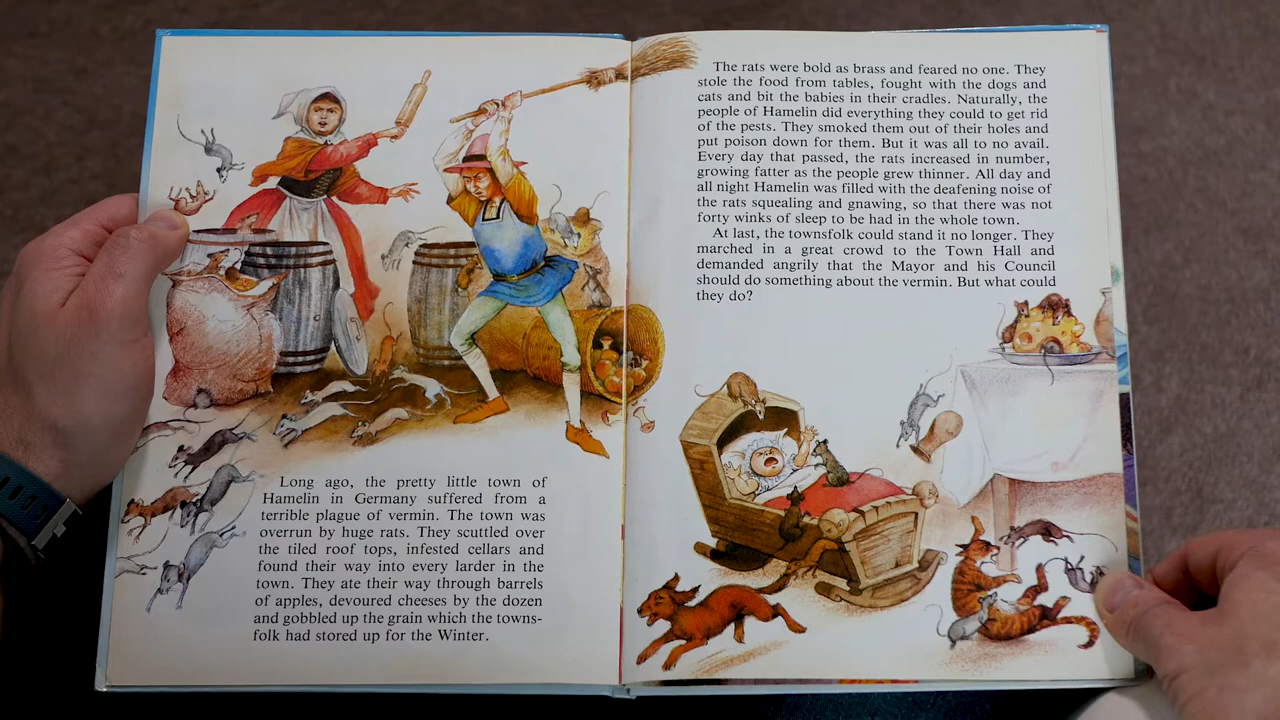 Long ago, the pretty little town of
Hamelin in Germany suffered from a
terrible plague of vermin. The town was
overrun by huge rats. They scuttled over
the tiled roof tops, infested cellars and
found their way into every larder in the
town. They ate their way through barrels
of apples, devoured cheeses by the dozen
and gobbled up the grain which the towns-
folk had stored up for the Winter.
The rats were bold as brass and feared no one. They
stole the food from tables, fought with the dogs and
cats and bit the babies in their cradles. Naturally, the
people of Hamelin did everything they could to get rid
of the pests. They smoked them out of their holes and
put poison down for them. But it was all to no avail.
Every day that passed, the rats increased in number,
growing fatter as the people grew thinner. All day and
all night Hamelin was filled with the deafening noise of
the rats squealing and gnawing, so that there was not
forty winks of sleep to be had in the whole town.
At last, the townsfolk could stand it no longer. They
marched in a great crowd to the Town Hall and
demanded angrily that the Mayor and his Council
should do something about the vermin. But what could
they do?